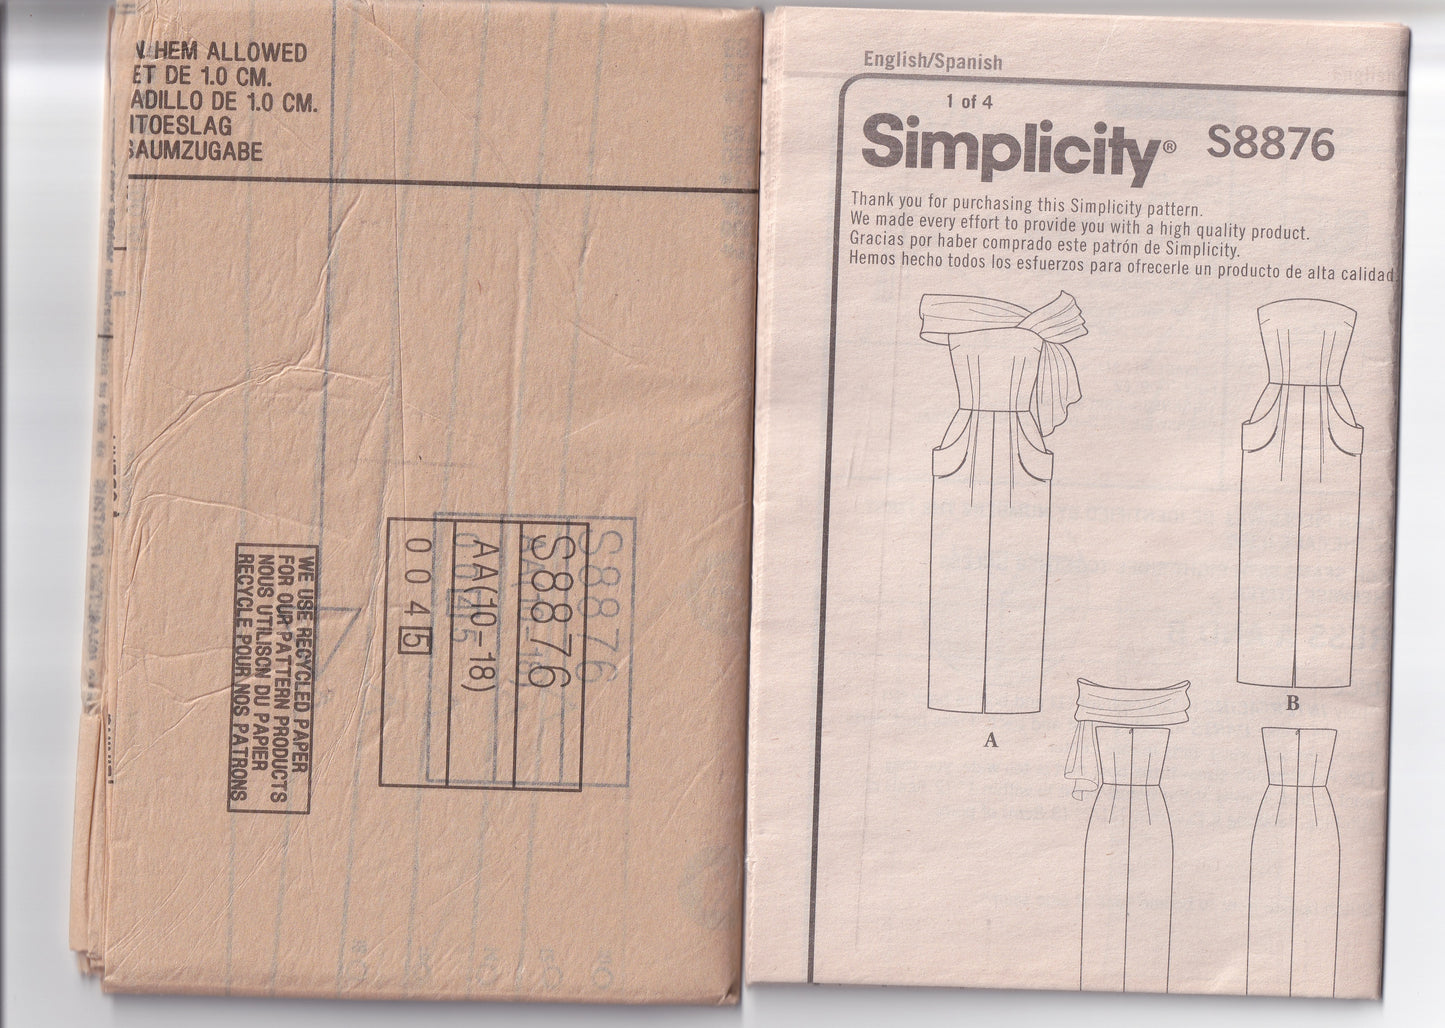 N HEM ALLOWED
ET DE 1.0 CM.
ADILLO DE 1.0 CM.
ITOESLAG
SAUMZUGABE
WE USE RECYCLED PAPER
FOR OUR PATTERN PRODUCTS
NOUS UTILISON DU PAPIER
RECYCLE POUR NOS PATRONS
S8876
AA(10-18)
0045
English/Spanish
1 of 4
Simplicity® S8876
Thank you for purchasing this Simplicity pattern.
We made every effort to provide you with a high quality product.
Gracias por haber comprado este patrón de Simplicity.
Hemos hecho todos los esfuerzos para ofrecerle un producto de alta calidad
A
B